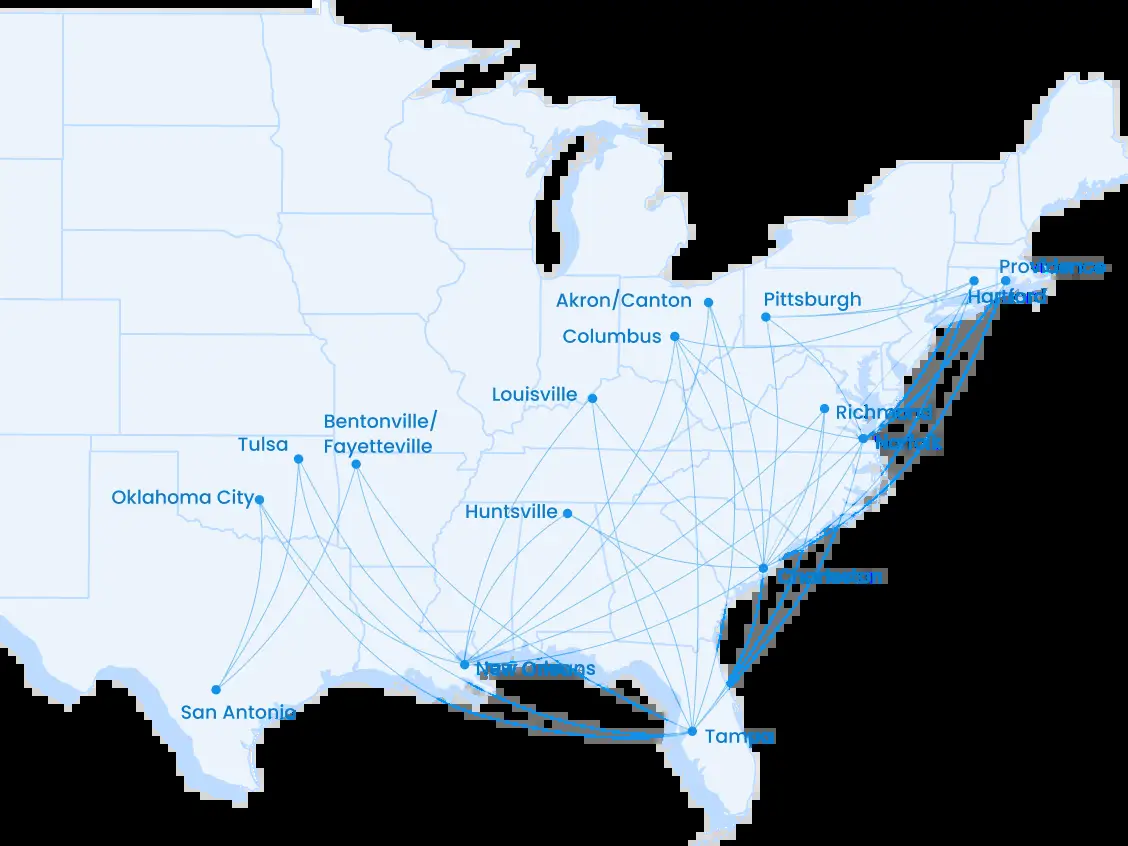 Providence
Hartford
Akron/Canton
Pittsburgh
Columbus
Louisville
Richmond
Bentonville/
Fayetteville
Norfolk
Tulsa
Oklahoma City
Huntsville
Charleston
New Orleans
San Antonio
Tampa